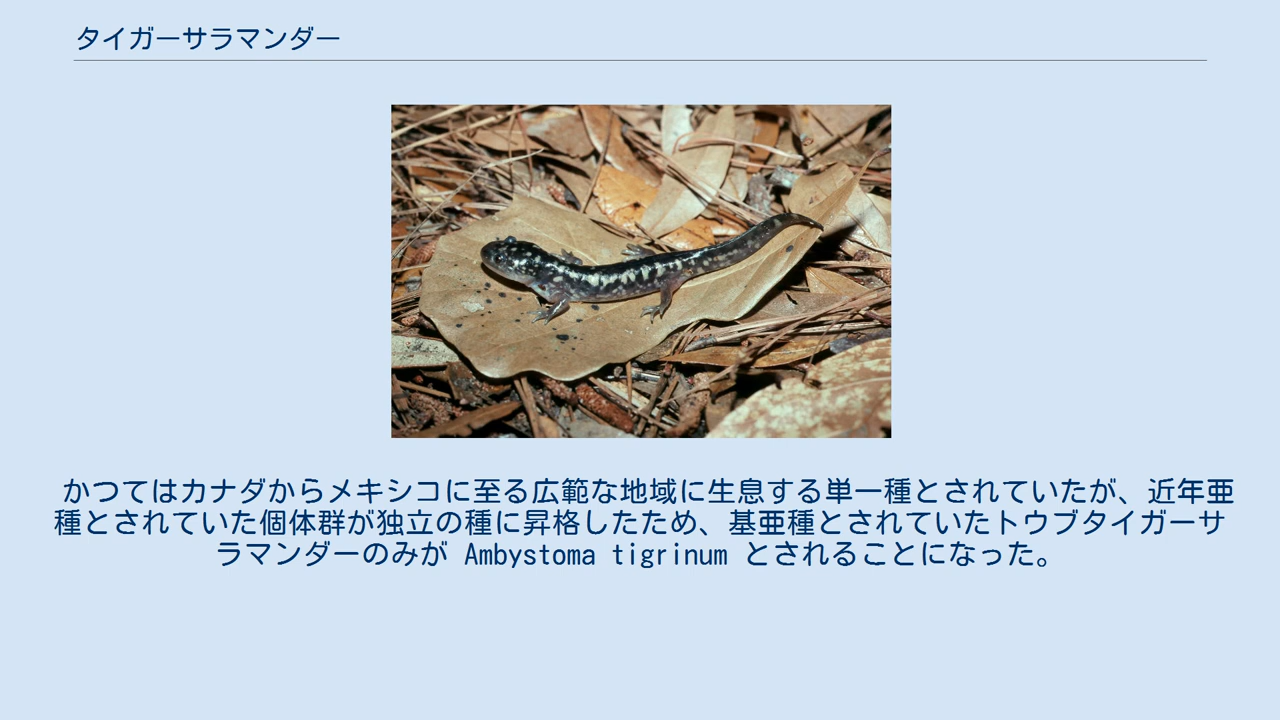 タイガーサラマンダー
かつてはカナダからメキシコに至る広範な地域に生息する単一種とされていたが、近年亜
種とされていた個体群が独立の種に昇格したため、基亜種とされていたトウブタイガーサ
ラマンダーのみが Ambystoma tigrinum とされることになった。